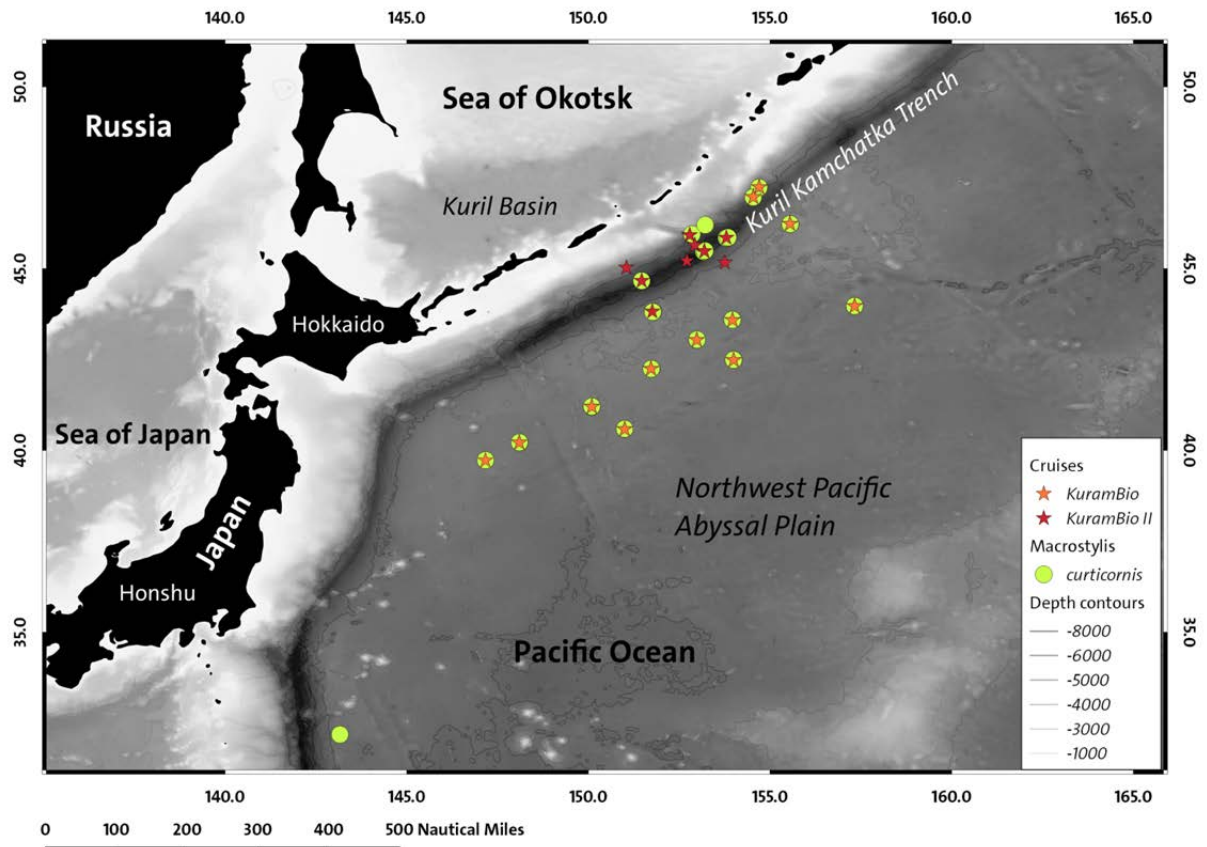 140.0 145.0 150.0 155.0 160.0 165.0
50.0
50.0
Sea of Okotsk
Russia
Kuril Kamchatka Trench
Kuril Basin
45.0
45.0
Hokkaido
Sea of Japan
40.0
40.0
Northwest Pacific
Abyssal Plain
Japan
Honshu
35.0
35.0
Pacific Ocean
Cruises
KuramBio
KuramBio II
Macrostylis
curticornis
Depth contours
-8000
-6000
-5000
-4000
-3000
-1000
140.0 145.0 150.0 155.0 160.0 165.0
0 100 200 300 400 500 Nautical Miles